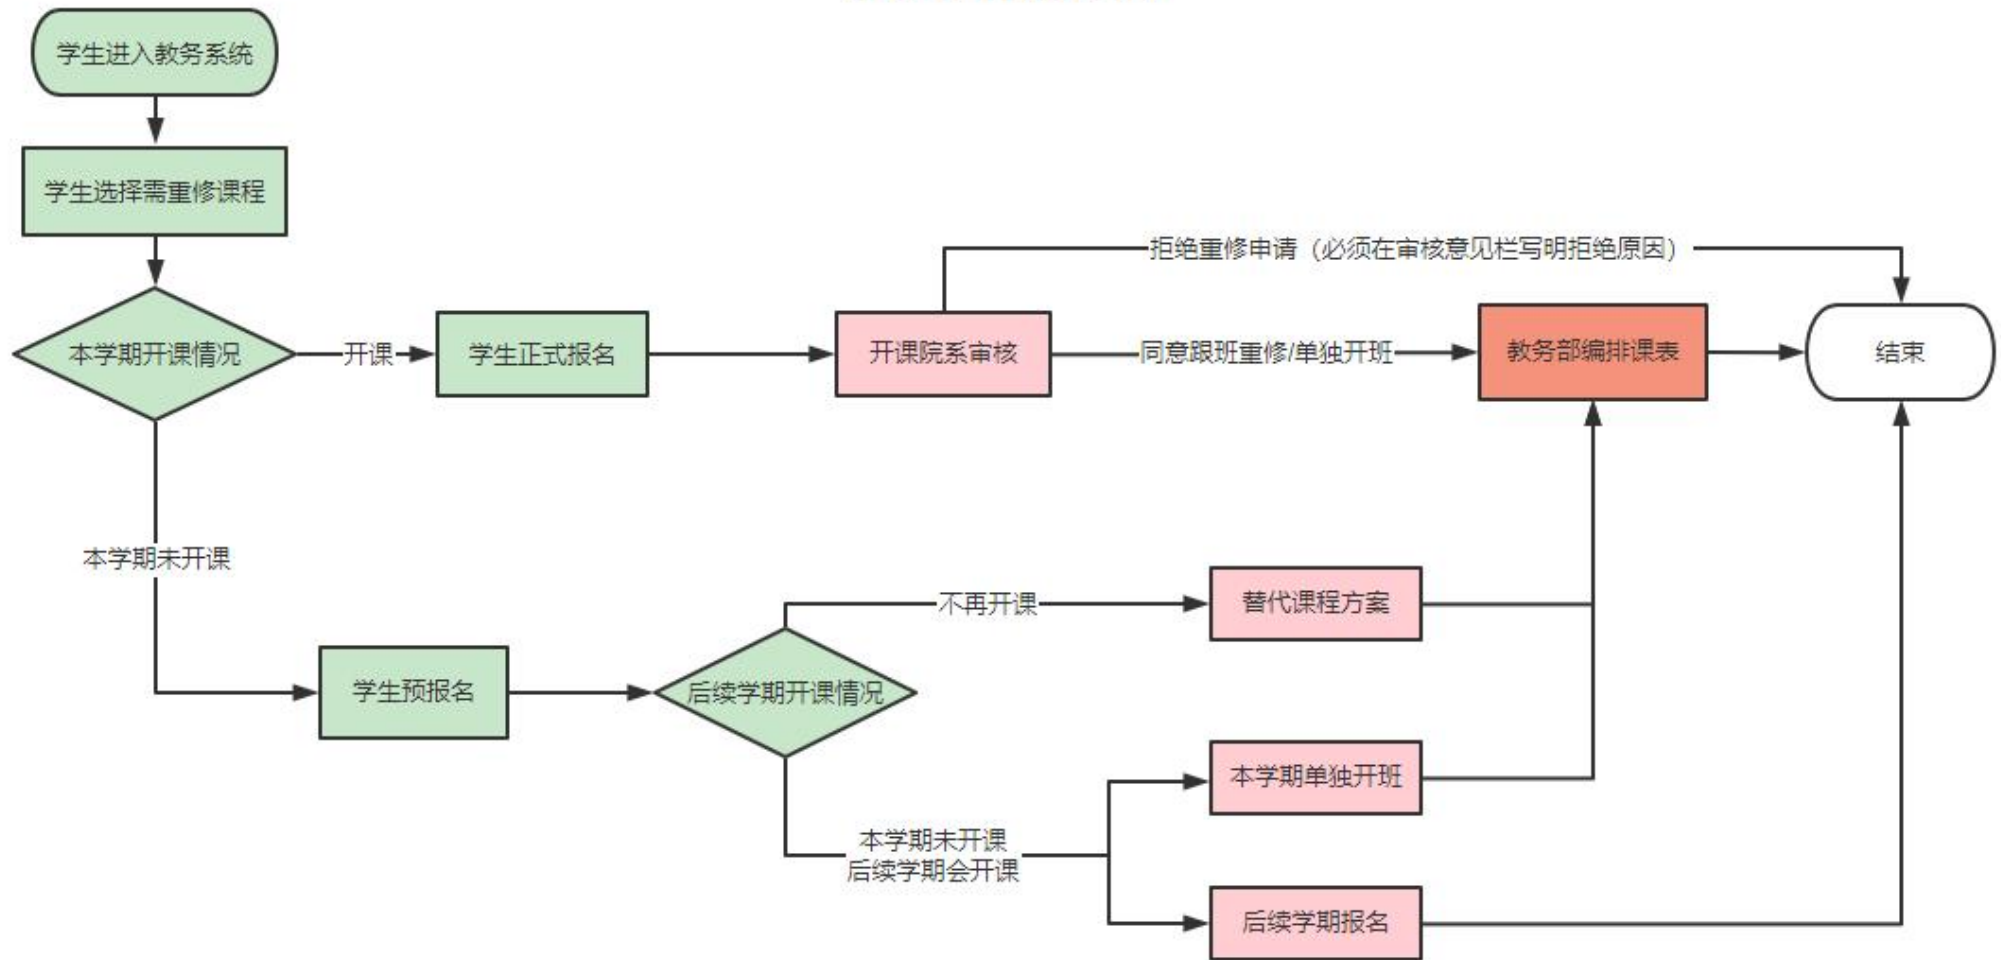 学生进入教务系统
学生选择需重修课程
拒绝重修申请（必须在审核意见栏写明拒绝原因）
本学期开课情况
开课
学生正式报名
开课院系审核
同意跟班重修/单独开班
教务部编排课表
结束
本学期未开课
不再开课
替代课程方案
学生预报名
后续学期开课情况
本学期单独开班
本学期未开课
后续学期会开课
后续学期报名